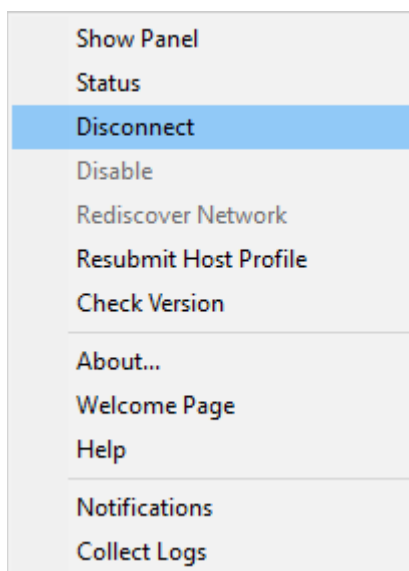 Show Panel
Status
Disconnect
Disable
Rediscover Network
Resubmit Host Profile
Check Version
About...
Welcome Page
Help
Notifications
Collect Logs